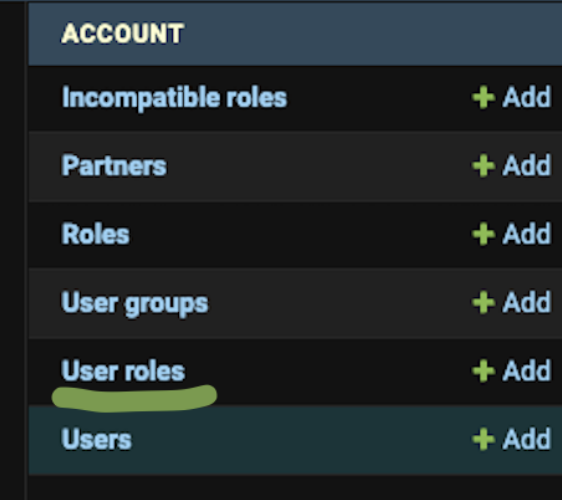 ACCOUNT
Incompatible roles + Add
Partners + Add
Roles + Add
User groups + Add
User roles + Add
Users + Add